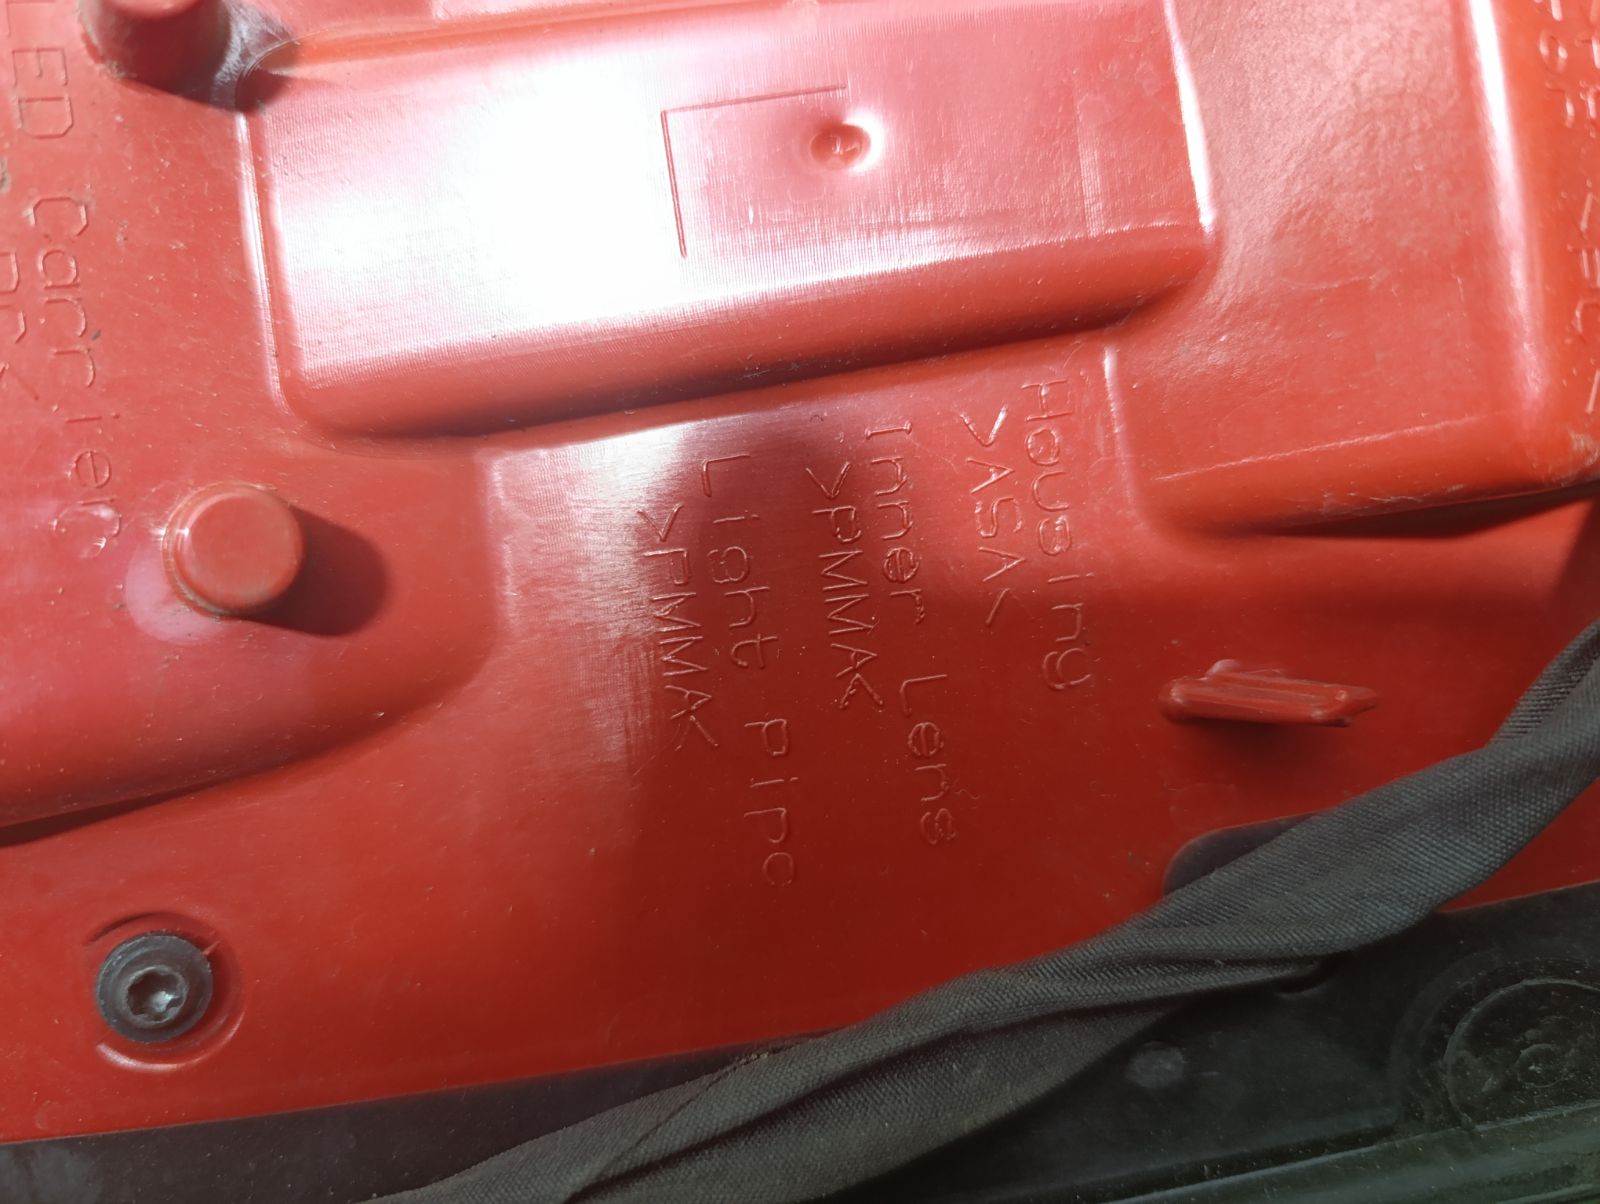 Housing
>ASA<
Inner Lens
>PMMA<
Light Pipe
>PMMA<
LED Carrier